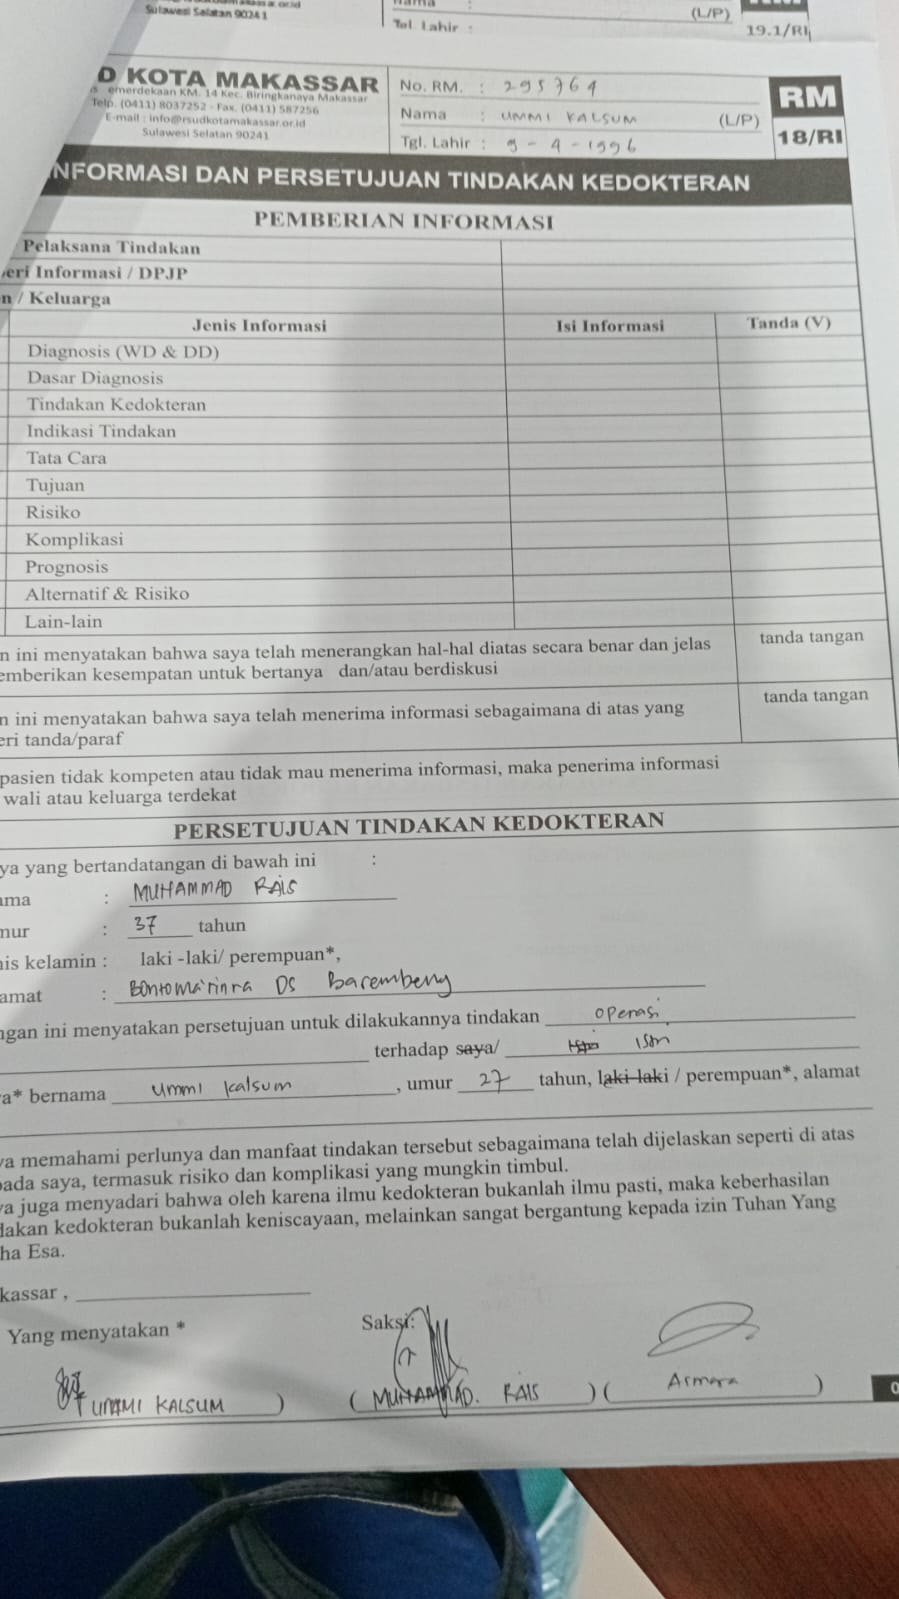 Sulawesi Selatan 90241
(L/P)
Tgl. Lahir :
19.1/RI
D KOTA MAKASSAR
emerdekaan KM. 14 Kec. Biringkanaya Makassar
Telp. (0411) 8037252 - Fax. (0411) 587256
E-mail : info@rsudkotamakassar.or.id
Sulawesi Selatan 90241
No. RM. : 295764
Nama : UMMI KALSUM (L/P)
Tgl. Lahir : 9-4-1996
RM
18/RI
NFORMASI DAN PERSETUJUAN TINDAKAN KEDOKTERAN
PEMBERIAN INFORMASI
Pelaksana Tindakan
eri Informasi / DPJP
n / Keluarga
Jenis Informasi Isi Informasi Tanda (V)
Diagnosis (WD & DD)
Dasar Diagnosis
Tindakan Kedokteran
Indikasi Tindakan
Tata Cara
Tujuan
Risiko
Komplikasi
Prognosis
Alternatif & Risiko
Lain-lain
n ini menyatakan bahwa saya telah menerangkan hal-hal diatas secara benar dan jelas tanda tangan
emberikan kesempatan untuk bertanya dan/atau berdiskusi
n ini menyatakan bahwa saya telah menerima informasi sebagaimana di atas yang tanda tangan
eri tanda/paraf
pasien tidak kompeten atau tidak mau menerima informasi, maka penerima informasi
wali atau keluarga terdekat
PERSETUJUAN TINDAKAN KEDOKTERAN
ya yang bertandatangan di bawah ini :
ama : MUHAMMAD RAIS
mur : 37 tahun
nis kelamin : laki -laki/ perempuan*,
amat : Bontoma'rinra DS Barembeng
ngan ini menyatakan persetujuan untuk dilakukannya tindakan operasi
terhadap saya/ Istri
a* bernama Ummi Kalsum, umur 27 tahun, laki-laki / perempuan*, alamat
ya memahami perlunya dan manfaat tindakan tersebut sebagaimana telah dijelaskan seperti di atas
pada saya, termasuk risiko dan komplikasi yang mungkin timbul.
ya juga menyadari bahwa oleh karena ilmu kedokteran bukanlah ilmu pasti, maka keberhasilan
dakan kedokteran bukanlah keniscayaan, melainkan sangat bergantung kepada izin Tuhan Yang
ha Esa.
kassar ,
Yang menyatakan * Saksi:
UMMI KALSUM ) ( MUHAMMAD. RAIS ) ( Asmara )